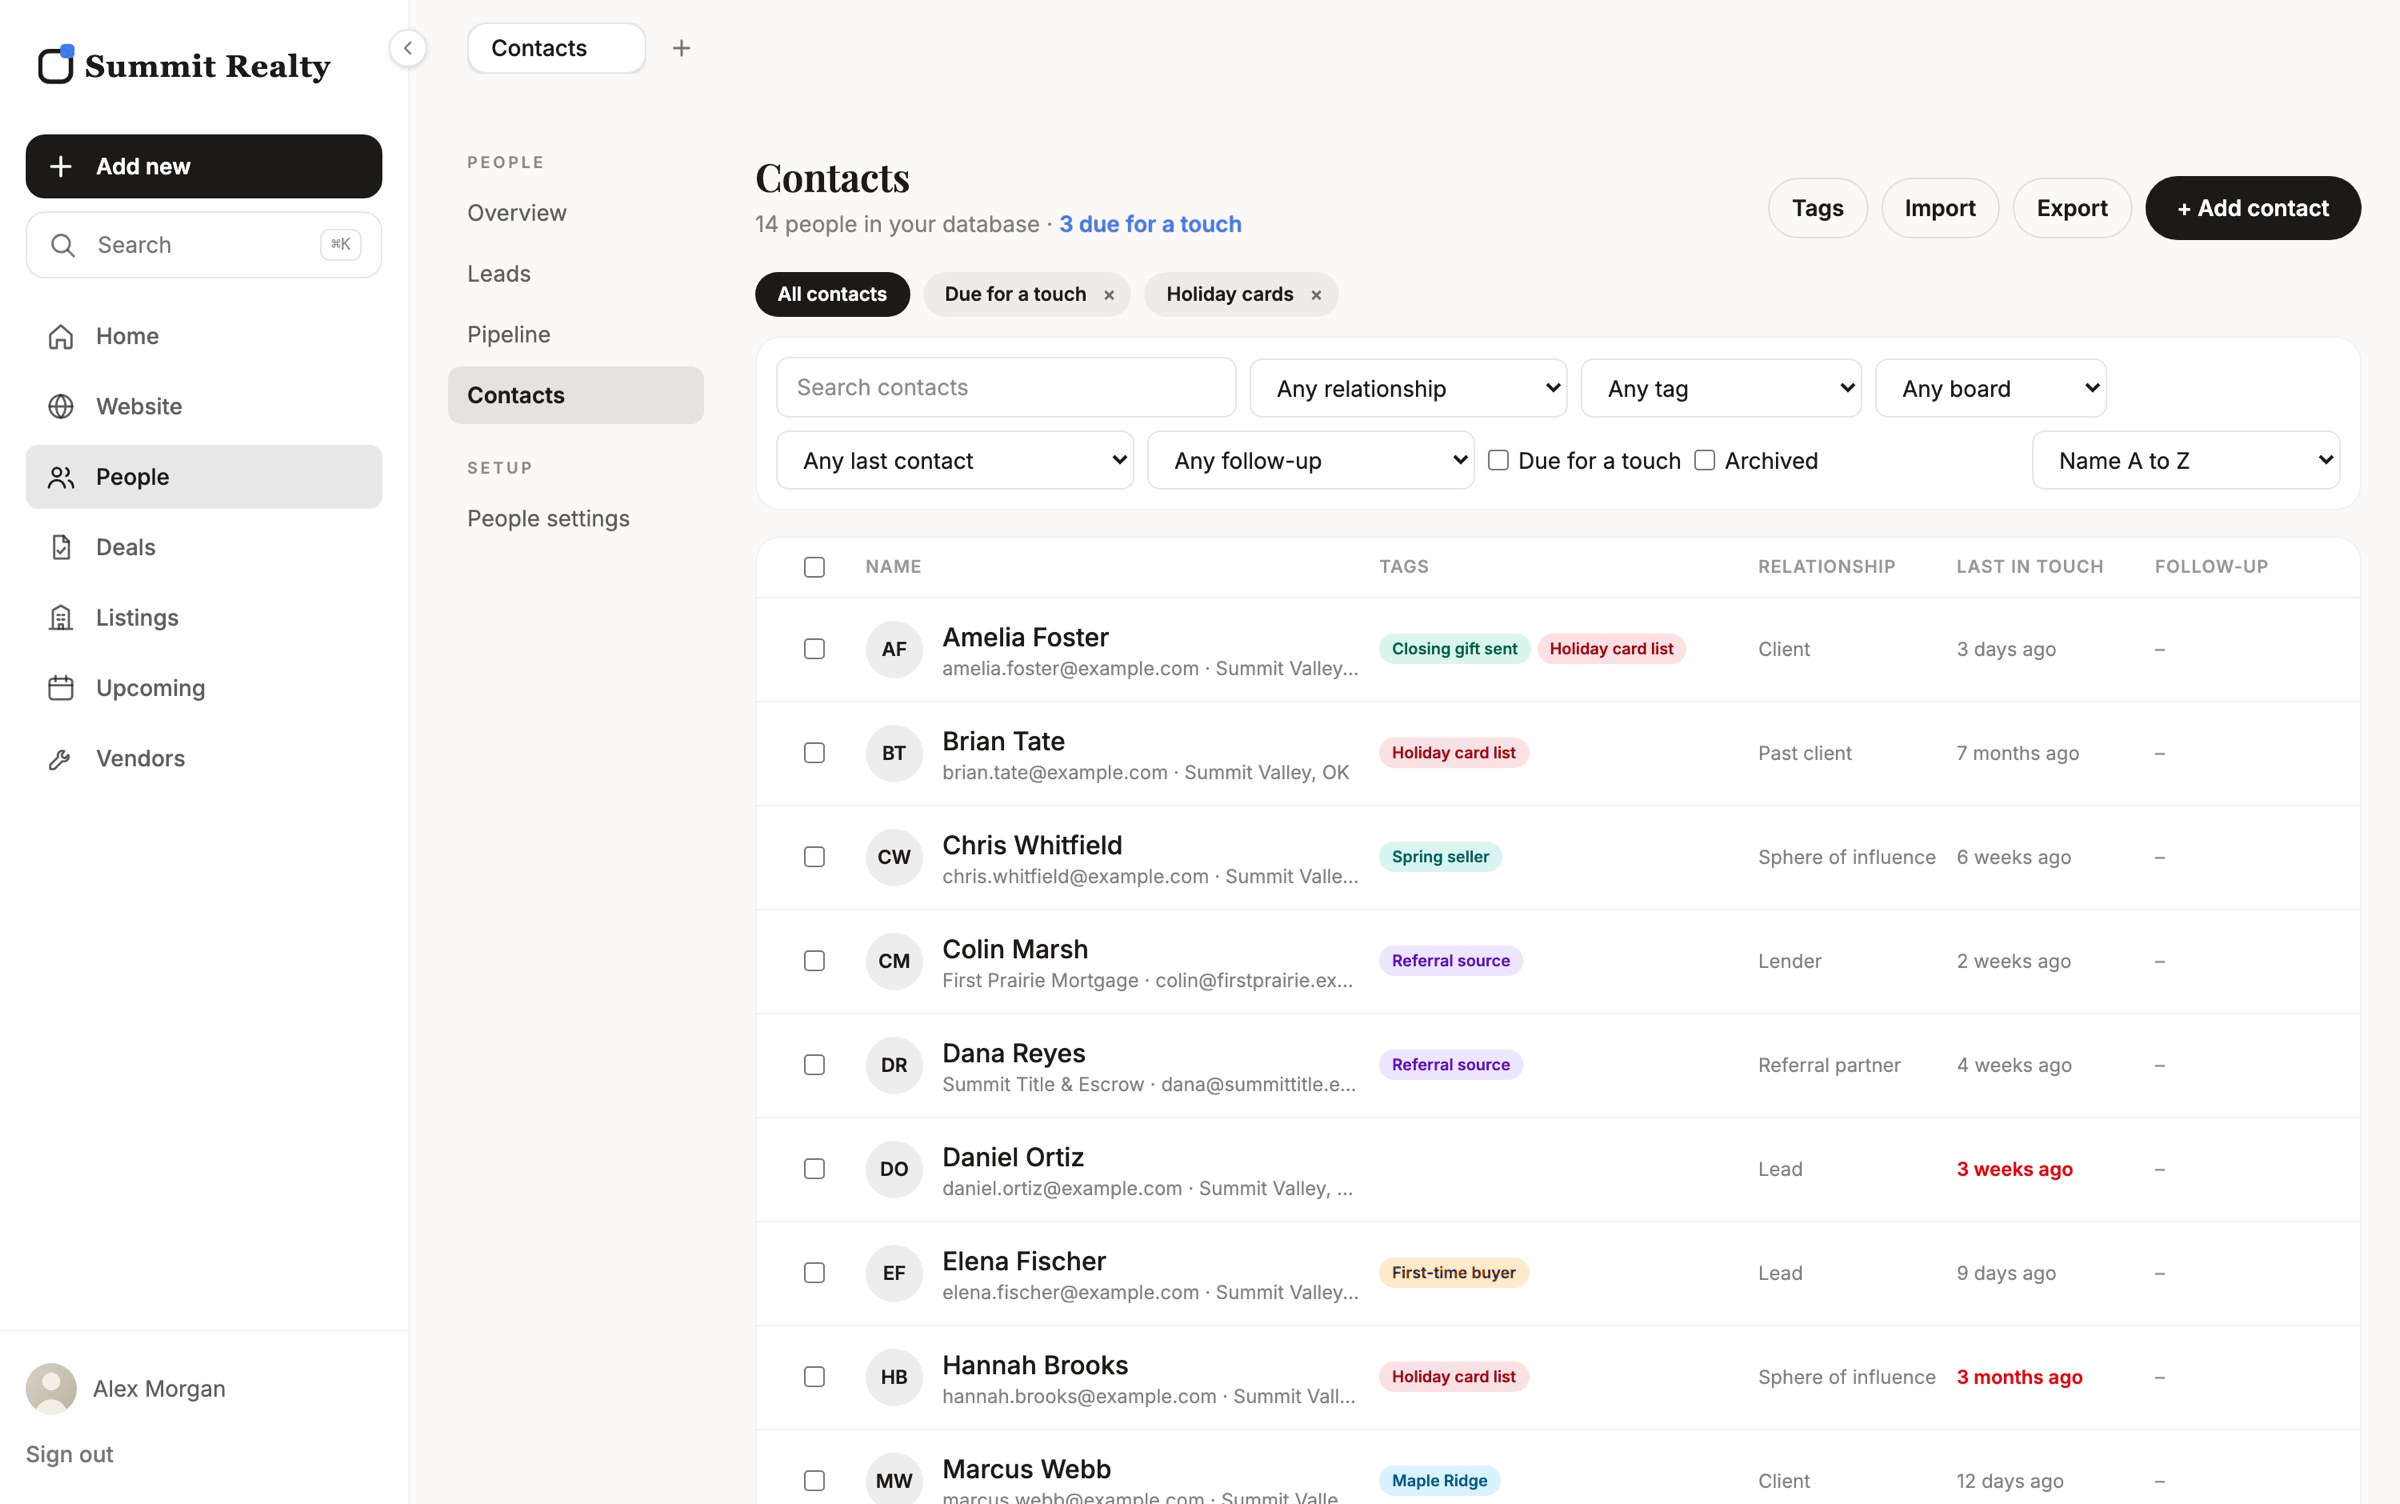 Summit Realty
Add new
Search ⌘K
Home
Website
People
Deals
Listings
Upcoming
Vendors
Alex Morgan
Sign out
Contacts
PEOPLE
Overview
Leads
Pipeline
Contacts
SETUP
People settings
Contacts
14 people in your database · 3 due for a touch
Tags Import Export + Add contact
All contacts Due for a touch × Holiday cards ×
Search contacts Any relationship Any tag Any board
Any last contact Any follow-up Due for a touch Archived Name A to Z
NAME TAGS RELATIONSHIP LAST IN TOUCH FOLLOW-UP
AF Amelia Foster Closing gift sent Holiday card list Client 3 days ago –
amelia.foster@example.com · Summit Valley...
BT Brian Tate Holiday card list Past client 7 months ago –
brian.tate@example.com · Summit Valley, OK
CW Chris Whitfield Spring seller Sphere of influence 6 weeks ago –
chris.whitfield@example.com · Summit Valle...
CM Colin Marsh Referral source Lender 2 weeks ago –
First Prairie Mortgage · colin@firstprairie.ex...
DR Dana Reyes Referral source Referral partner 4 weeks ago –
Summit Title & Escrow · dana@summittitle.e...
DO Daniel Ortiz Lead 3 weeks ago –
daniel.ortiz@example.com · Summit Valley, ...
EF Elena Fischer First-time buyer Lead 9 days ago –
elena.fischer@example.com · Summit Valley...
HB Hannah Brooks Holiday card list Sphere of influence 3 months ago –
hannah.brooks@example.com · Summit Vall...
MW Marcus Webb Maple Ridge Client 12 days ago –
marcus.webb@example.com · Summit Valle...